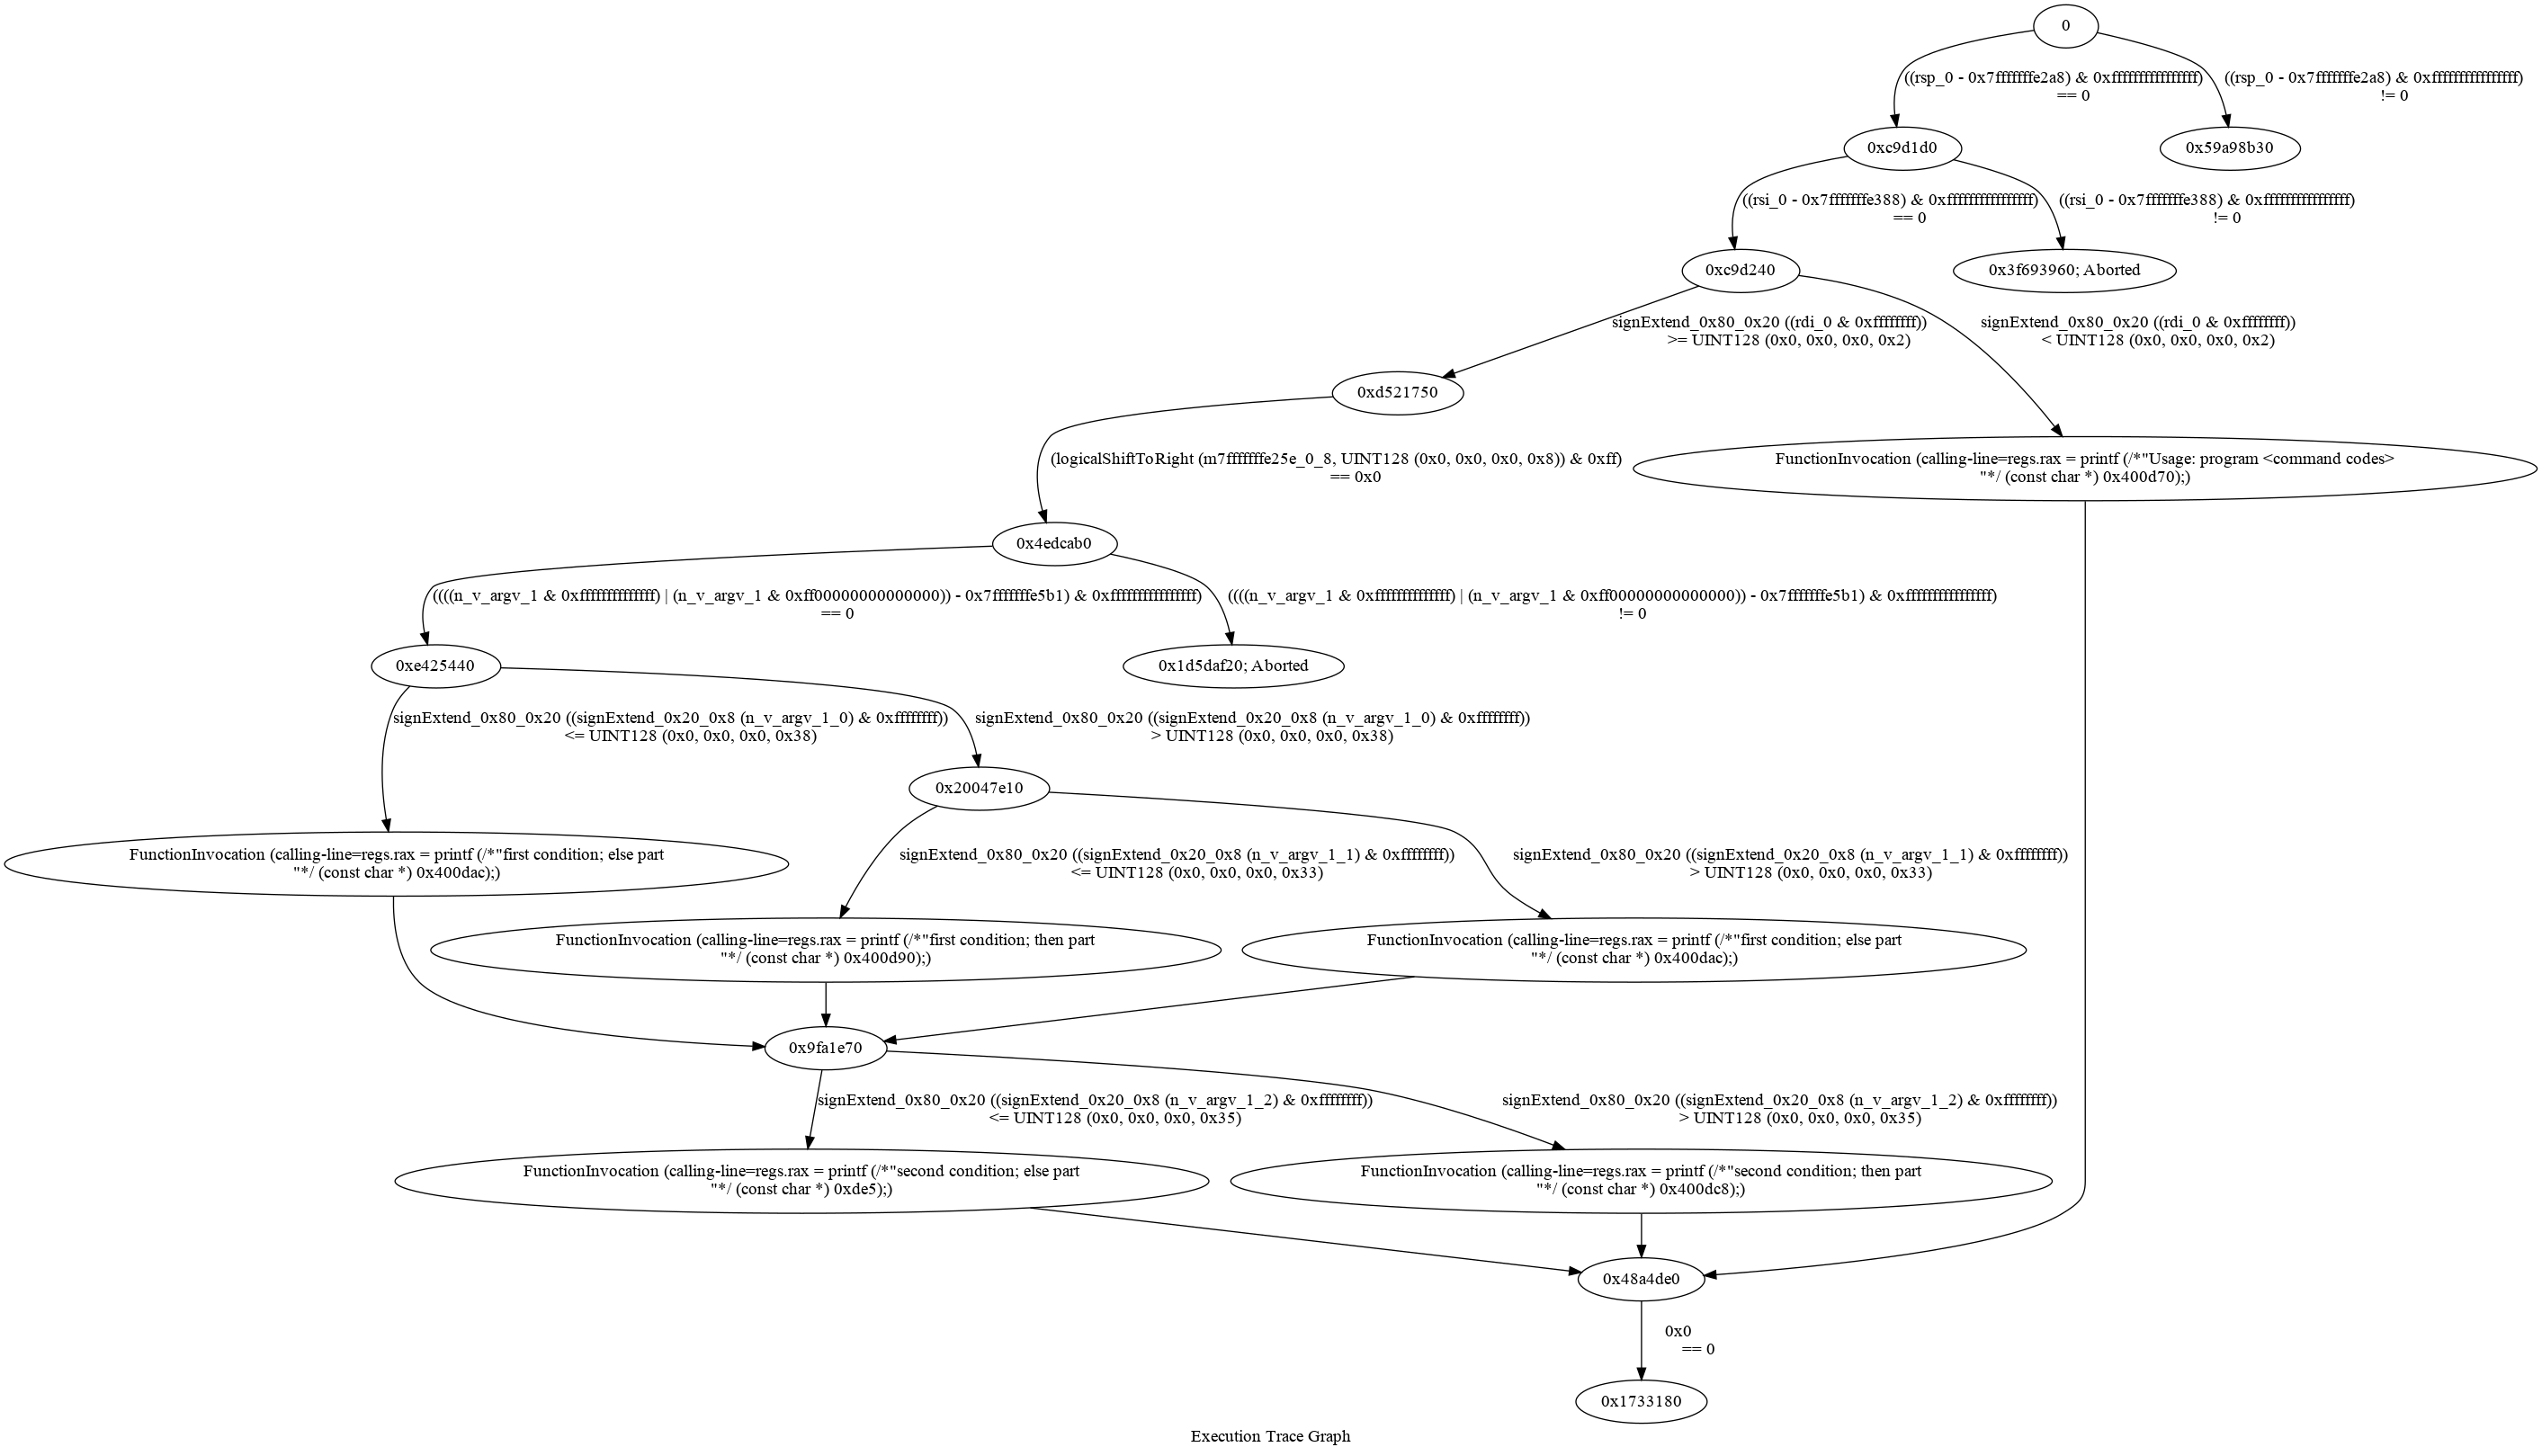 0
((rsp_0 - 0x7fffffffe2a8) & 0xffffffffffffffff)
== 0
((rsp_0 - 0x7fffffffe2a8) & 0xffffffffffffffff)
!= 0
0xc9d1d0
0x59a98b30
((rsi_0 - 0x7fffffffe388) & 0xffffffffffffffff)
== 0
((rsi_0 - 0x7fffffffe388) & 0xffffffffffffffff)
!= 0
0xc9d240
0x3f693960; Aborted
signExtend_0x80_0x20 ((rdi_0 & 0xffffffff))
>= UINT128 (0x0, 0x0, 0x0, 0x2)
signExtend_0x80_0x20 ((rdi_0 & 0xffffffff))
< UINT128 (0x0, 0x0, 0x0, 0x2)
0xd521750
(logicalShiftToRight (m7fffffffe25e_0_8, UINT128 (0x0, 0x0, 0x0, 0x8)) & 0xff)
== 0x0
FunctionInvocation (calling-line=regs.rax = printf (/*"Usage: program <command codes>
"*/ (const char *) 0x400d70);)
0x4edcab0
((((n_v_argv_1 & 0xffffffffffffff) | (n_v_argv_1 & 0xff00000000000000)) - 0x7fffffffe5b1) & 0xffffffffffffffff)
== 0
((((n_v_argv_1 & 0xffffffffffffff) | (n_v_argv_1 & 0xff00000000000000)) - 0x7fffffffe5b1) & 0xffffffffffffffff)
!= 0
0xe425440
0x1d5daf20; Aborted
signExtend_0x80_0x20 ((signExtend_0x20_0x8 (n_v_argv_1_0) & 0xffffffff))
<= UINT128 (0x0, 0x0, 0x0, 0x38)
signExtend_0x80_0x20 ((signExtend_0x20_0x8 (n_v_argv_1_0) & 0xffffffff))
> UINT128 (0x0, 0x0, 0x0, 0x38)
0x20047e10
FunctionInvocation (calling-line=regs.rax = printf (/*"first condition; else part
"*/ (const char *) 0x400dac);)
signExtend_0x80_0x20 ((signExtend_0x20_0x8 (n_v_argv_1_1) & 0xffffffff))
<= UINT128 (0x0, 0x0, 0x0, 0x33)
signExtend_0x80_0x20 ((signExtend_0x20_0x8 (n_v_argv_1_1) & 0xffffffff))
> UINT128 (0x0, 0x0, 0x0, 0x33)
FunctionInvocation (calling-line=regs.rax = printf (/*"first condition; then part
"*/ (const char *) 0x400d90);)
FunctionInvocation (calling-line=regs.rax = printf (/*"first condition; else part
"*/ (const char *) 0x400dac);)
0x9fa1e70
signExtend_0x80_0x20 ((signExtend_0x20_0x8 (n_v_argv_1_2) & 0xffffffff))
<= UINT128 (0x0, 0x0, 0x0, 0x35)
signExtend_0x80_0x20 ((signExtend_0x20_0x8 (n_v_argv_1_2) & 0xffffffff))
> UINT128 (0x0, 0x0, 0x0, 0x35)
FunctionInvocation (calling-line=regs.rax = printf (/*"second condition; else part
"*/ (const char *) 0xde5);)
FunctionInvocation (calling-line=regs.rax = printf (/*"second condition; then part
"*/ (const char *) 0x400dc8);)
0x48a4de0
0x0
== 0
0x1733180
Execution Trace Graph